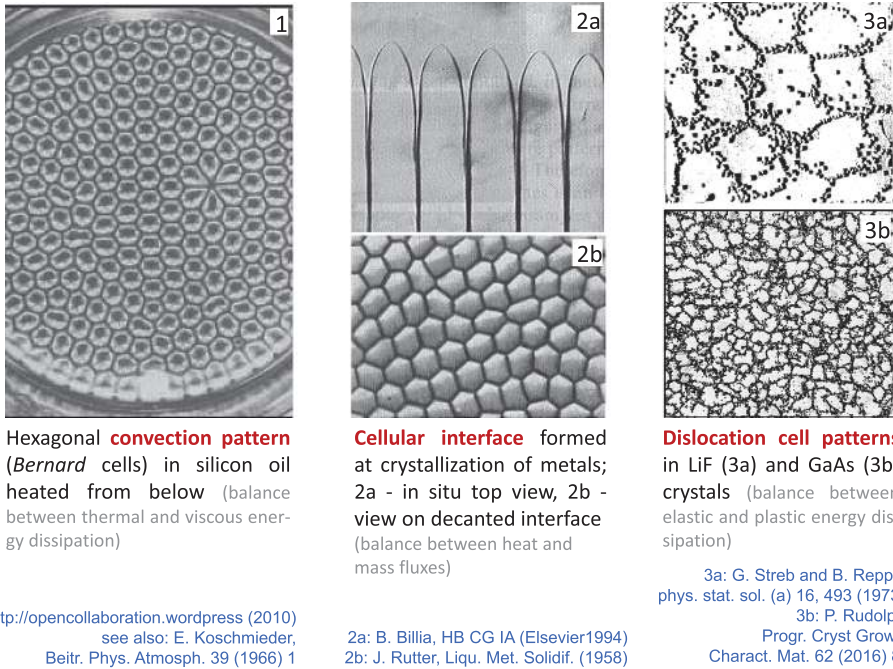 1
Hexagonal convection pattern
(Bernard cells) in silicon oil
heated from below (balance
between thermal and viscous ener-
gy dissipation)
tp://opencollaboration.wordpress (2010)
see also: E. Koschmieder,
Beitr. Phys. Atmosph. 39 (1966) 1
2a
2b
Cellular interface formed
at crystallization of metals;
2a - in situ top view, 2b -
view on decanted interface
(balance between heat and
mass fluxes)
2a: B. Billia, HB CG IA (Elsevier1994)
2b: J. Rutter, Liqu. Met. Solidif. (1958)
3a
3b
Dislocation cell patterns
in LiF (3a) and GaAs (3b
crystals (balance between
elastic and plastic energy dis
sipation)
3a: G. Streb and B. Repp
phys. stat. sol. (a) 16, 493 (1973
3b: P. Rudolp
Progr. Cryst Grow
Charact. Mat. 62 (2016)